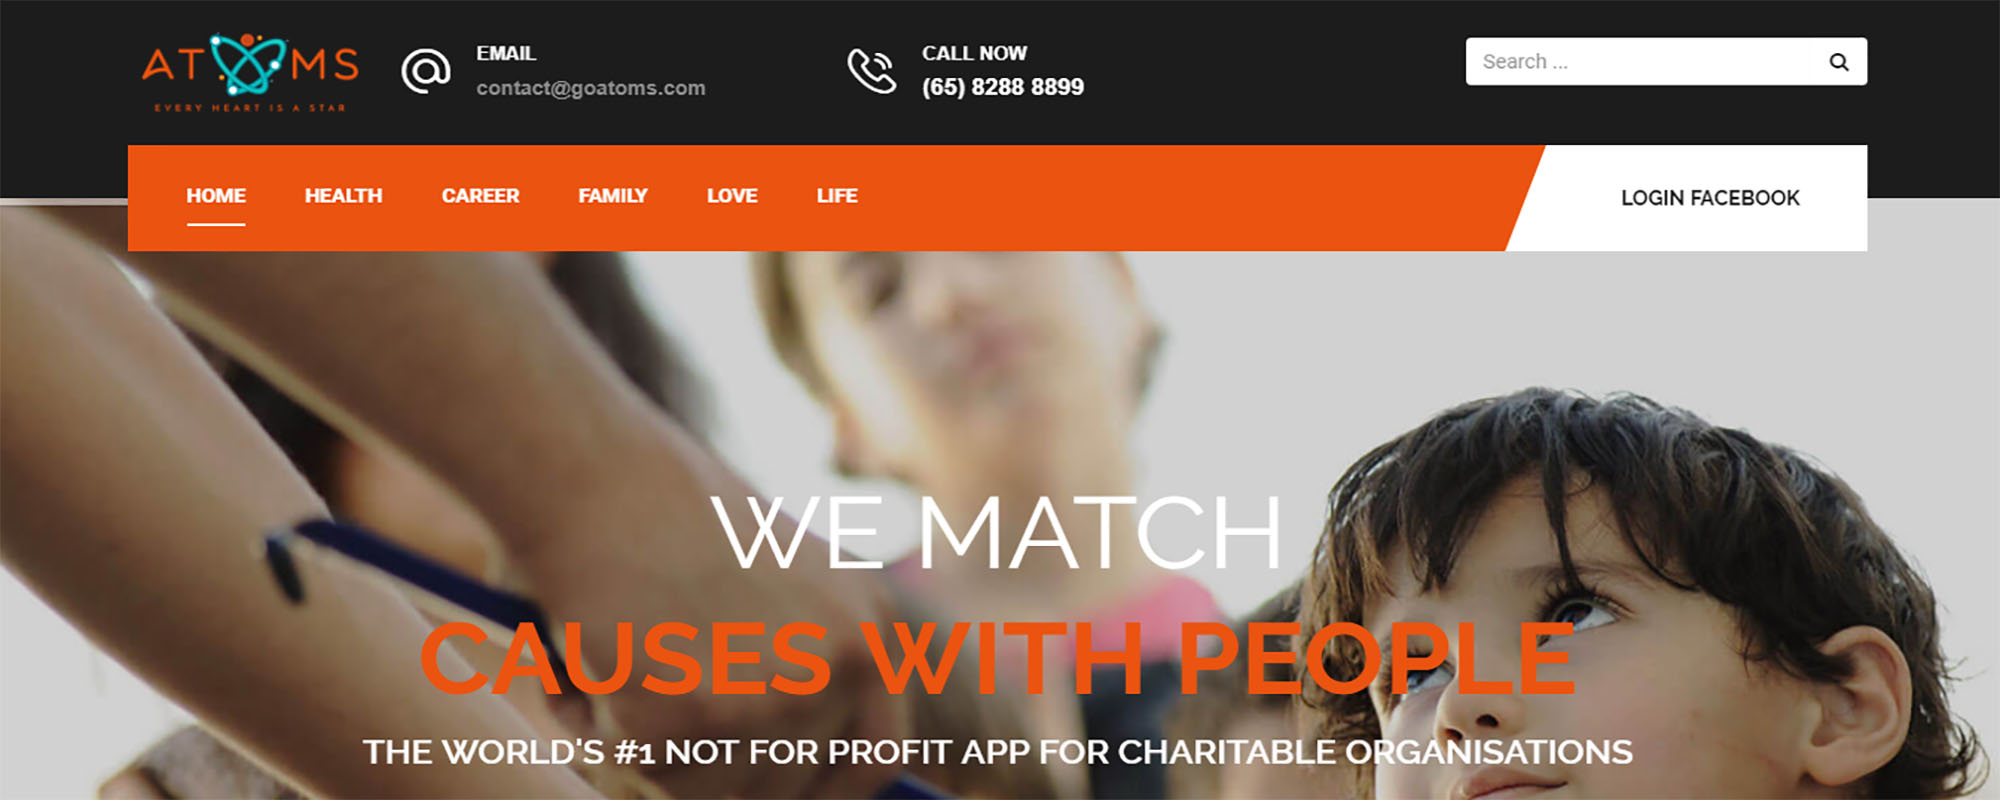 ATOMS
EVERY HEART IS A STAR
EMAIL
contact@goatoms.com
CALL NOW
(65) 8288 8899
Search ...
HOME HEALTH CAREER FAMILY LOVE LIFE
LOGIN FACEBOOK
WE MATCH
CAUSES WITH PEOPLE
THE WORLD'S #1 NOT FOR PROFIT APP FOR CHARITABLE ORGANISATIONS